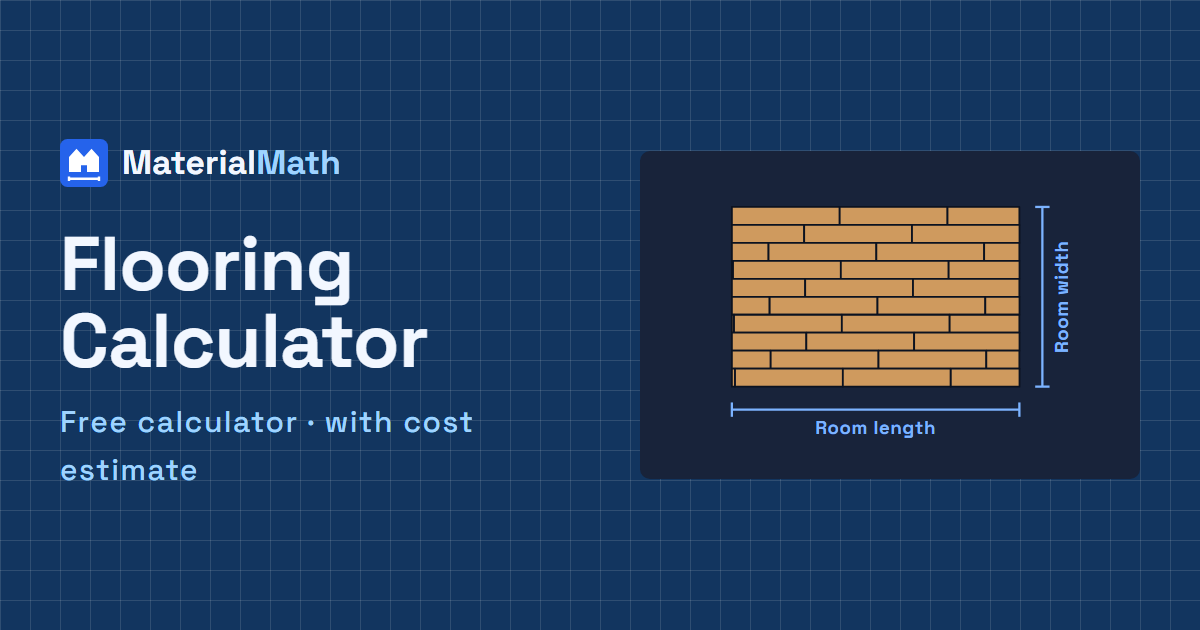 MaterialMath
Flooring
Calculator
Free calculator · with cost
estimate
Room width
Room length